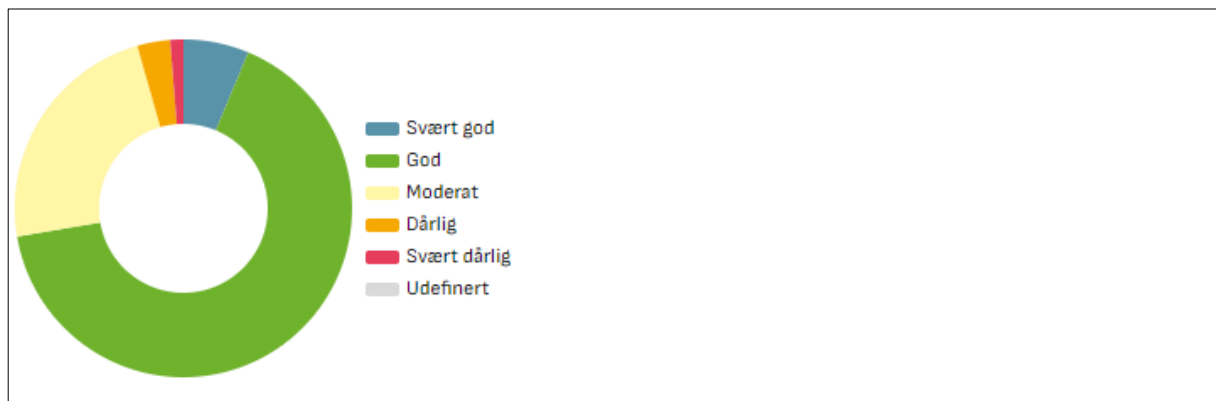 Svært god
God
Moderat
Dårlig
Svært dårlig
Udefinert